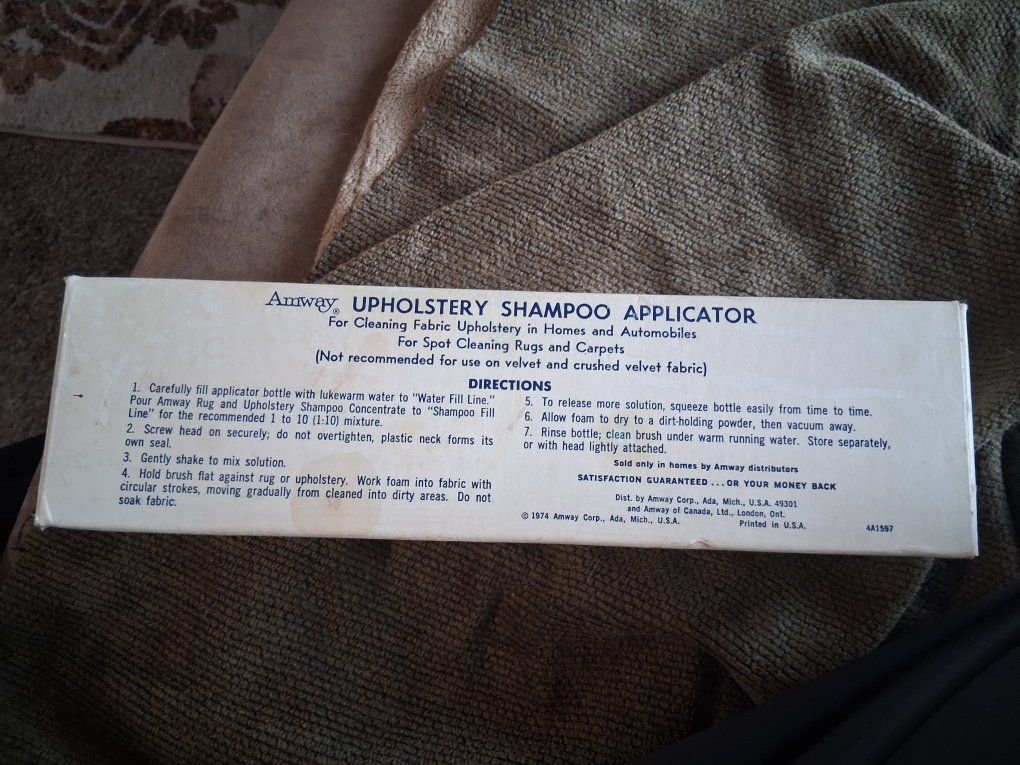 Amway® UPHOLSTERY SHAMPOO APPLICATOR
For Cleaning Fabric Upholstery in Homes and Automobiles
For Spot Cleaning Rugs and Carpets
(Not recommended for use on velvet and crushed velvet fabric)
DIRECTIONS
1. Carefully fill applicator bottle with lukewarm water to "Water Fill Line."
Pour Amway Rug and Upholstery Shampoo Concentrate to "Shampoo Fill
Line" for the recommended 1 to 10 (1:10) mixture.
2. Screw head on securely; do not overtighten, plastic neck forms its
own seal.
3. Gently shake to mix solution.
4. Hold brush flat against rug or upholstery. Work foam into fabric with
circular strokes, moving gradually from cleaned into dirty areas. Do not
soak fabric.
5. To release more solution, squeeze bottle easily from time to time.
6. Allow foam to dry to a dirt-holding powder, then vacuum away.
7. Rinse bottle; clean brush under warm running water. Store separately,
or with head lightly attached.
Sold only in homes by Amway distributors
SATISFACTION GUARANTEED ... OR YOUR MONEY BACK
Dist. by Amway Corp., Ada, Mich., U.S.A. 49301
and Amway of Canada, Ltd., London, Ont.
© 1974 Amway Corp., Ada, Mich., U.S.A. Printed in U.S.A. 4A1597